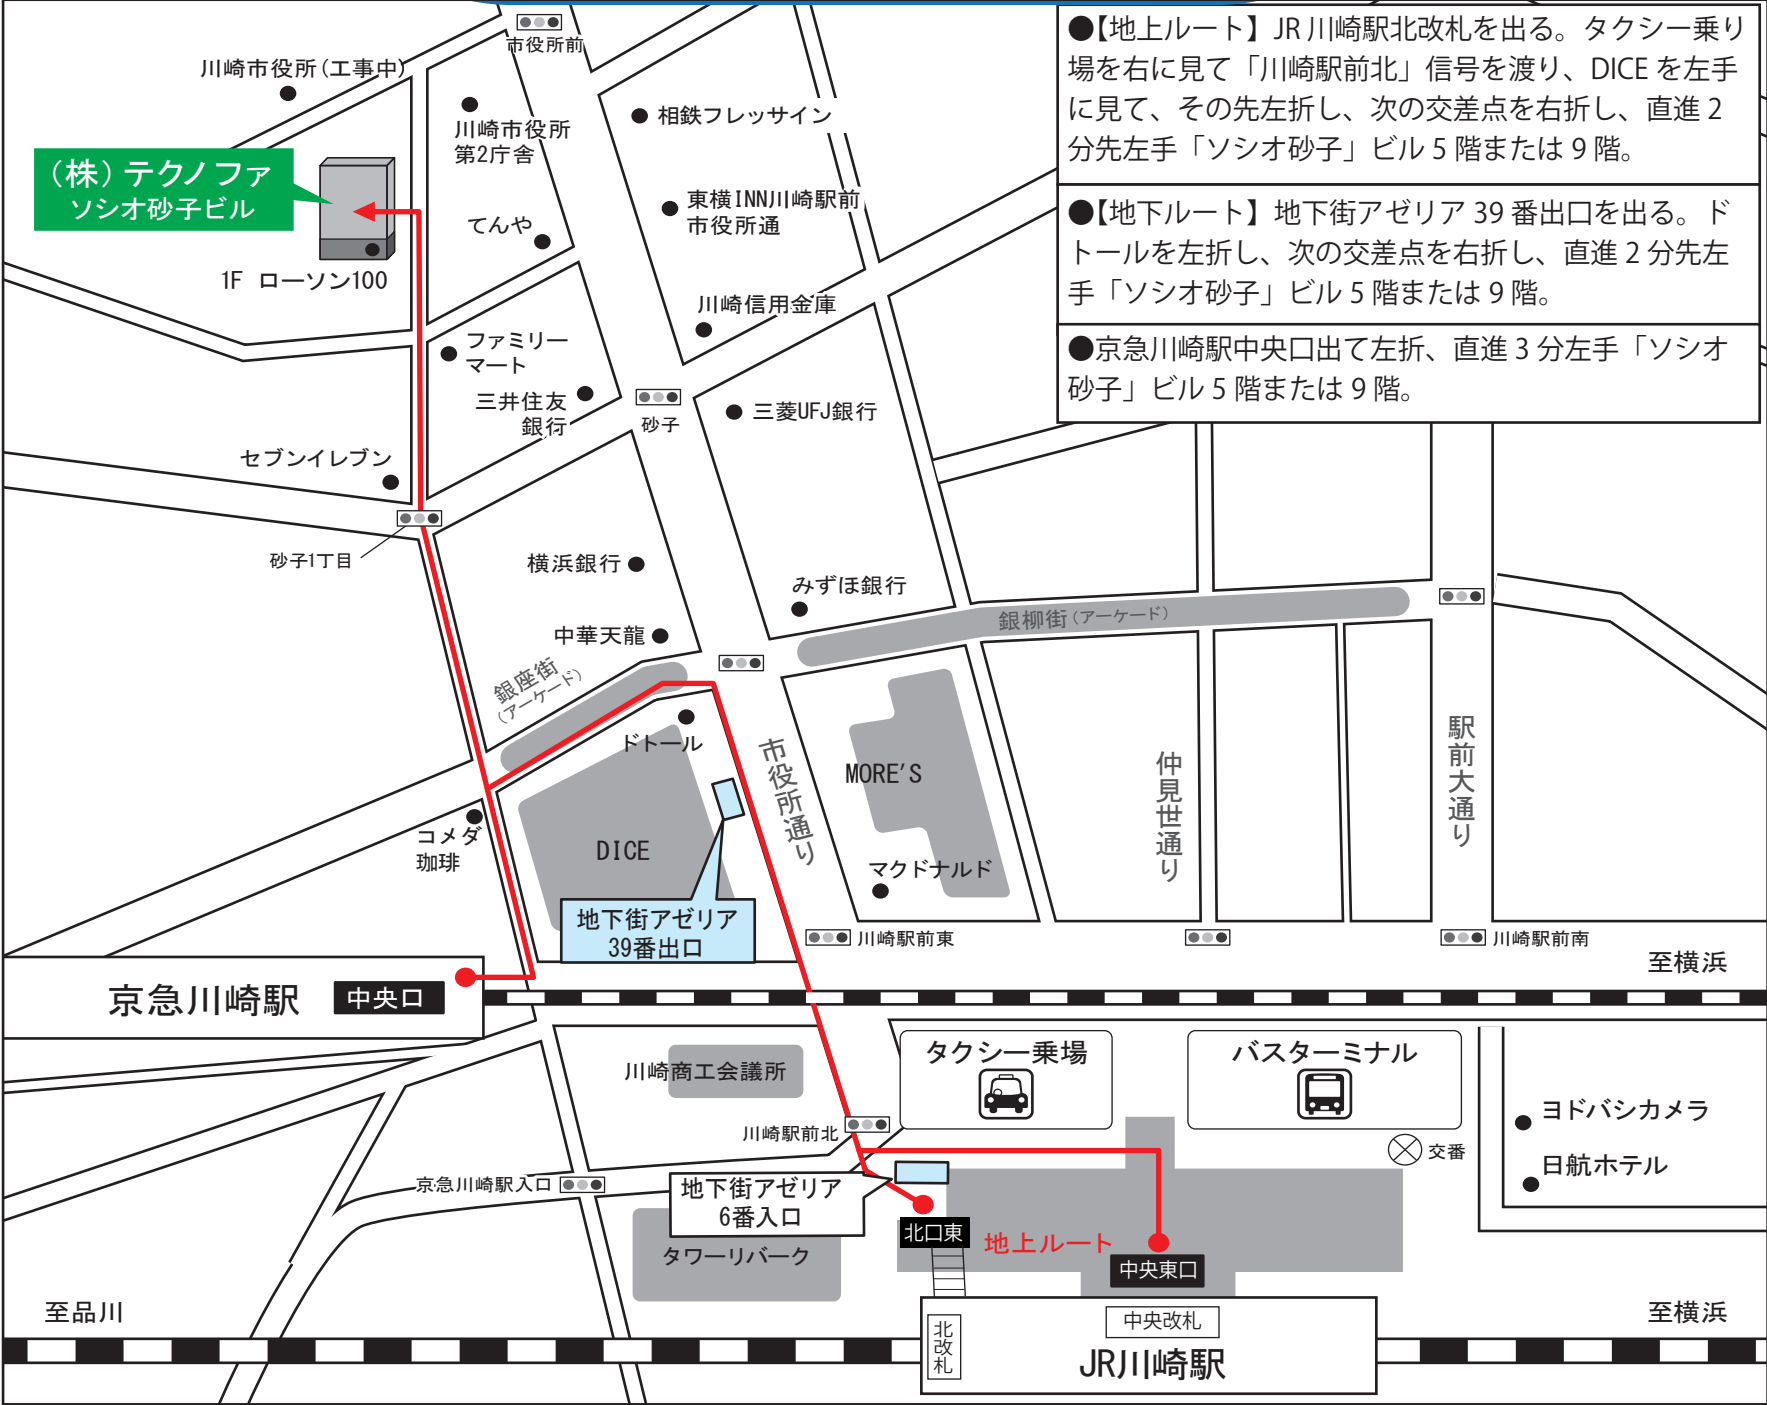 ●【地上ルート】JR川崎駅北改札を出る。タクシー乗り
場を右に見て「川崎駅前北」信号を渡り、DICEを左手
に見て、その先左折し、次の交差点を右折し、直進2
分先左手「ソシオ砂子」ビル5階または9階。
●【地下ルート】地下街アゼリア39番出口を出る。ド
トールを左折し、次の交差点を右折し、直進2分先左
手「ソシオ砂子」ビル5階または9階。
●京急川崎駅中央口出て左折、直進3分左手「ソシオ
砂子」ビル5階または9階。
市役所前
川崎市役所(工事中)
川崎市役所
第2庁舎
相鉄フレッサイン
(株)テクノファ
ソシオ砂子ビル
1F ローソン100
てんや
東横INN川崎駅前
市役所通
川崎信用金庫
ファミリー
マート
三井住友
銀行
砂子
三菱UFJ銀行
セブンイレブン
砂子1丁目
横浜銀行
みずほ銀行
銀柳街(アーケード)
中華天龍
銀座街
(アーケード)
ドトール
市役所通り
MORE'S
仲見世通り
駅前大通り
コメダ
珈琲
DICE
マクドナルド
地下街アゼリア
39番出口
川崎駅前東
川崎駅前南
至横浜
京急川崎駅
中央口
川崎商工会議所
タクシー乗場
バスターミナル
川崎駅前北
ヨドバシカメラ
交番
日航ホテル
京急川崎駅入口
地下街アゼリア
6番入口
北口東
地上ルート
タワーリパーク
中央東口
至品川
至横浜
北改札
中央改札
JR川崎駅